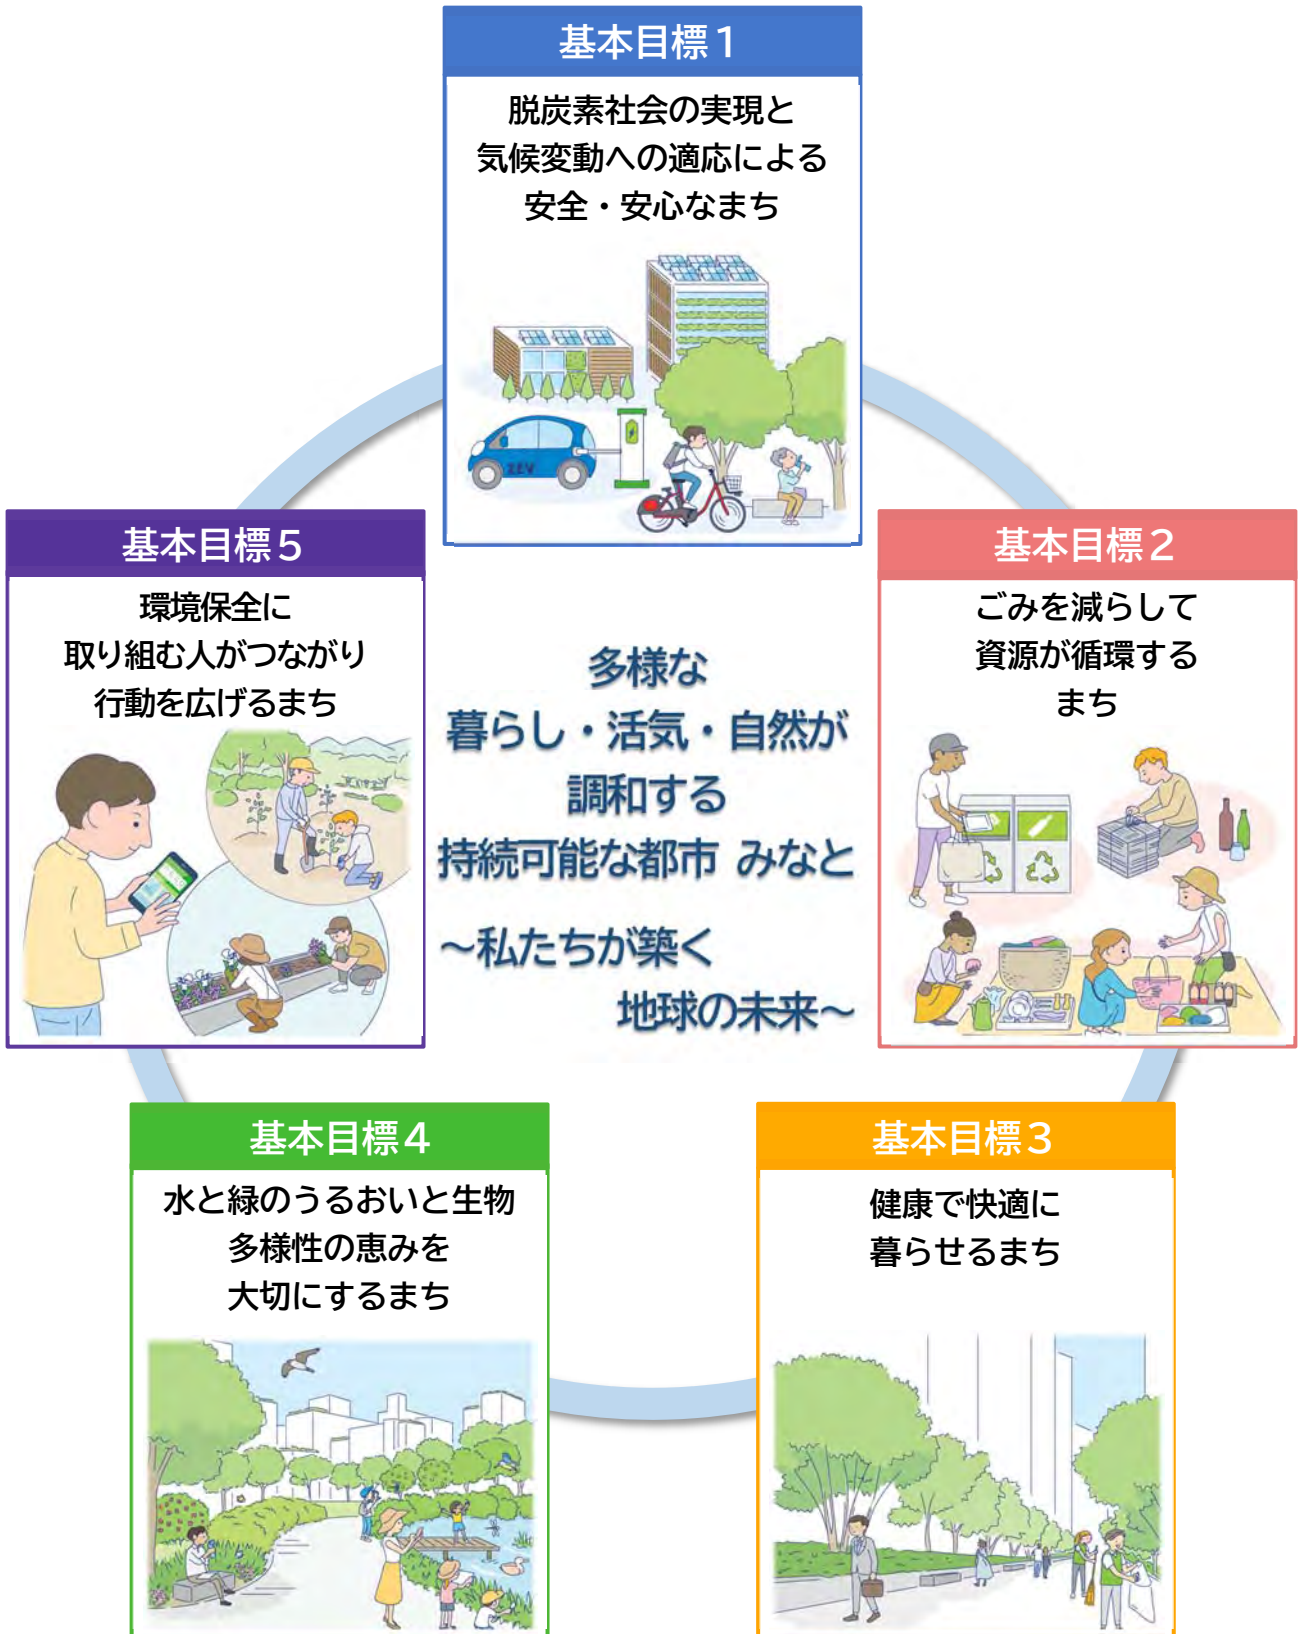 基本目標1
脱炭素社会の実現と
気候変動への適応による
安全・安心なまち
ZEV
基本目標2
ごみを減らして
資源が循環する
まち
基本目標3
健康で快適に
暮らせるまち
基本目標4
水と緑のうるおいと生物
多様性の恵みを
大切にするまち
基本目標5
環境保全に
取り組む人がつながり
行動を広げるまち
多様な
暮らし・活気・自然が
調和する
持続可能な都市 みなと
～私たちが築く
地球の未来～